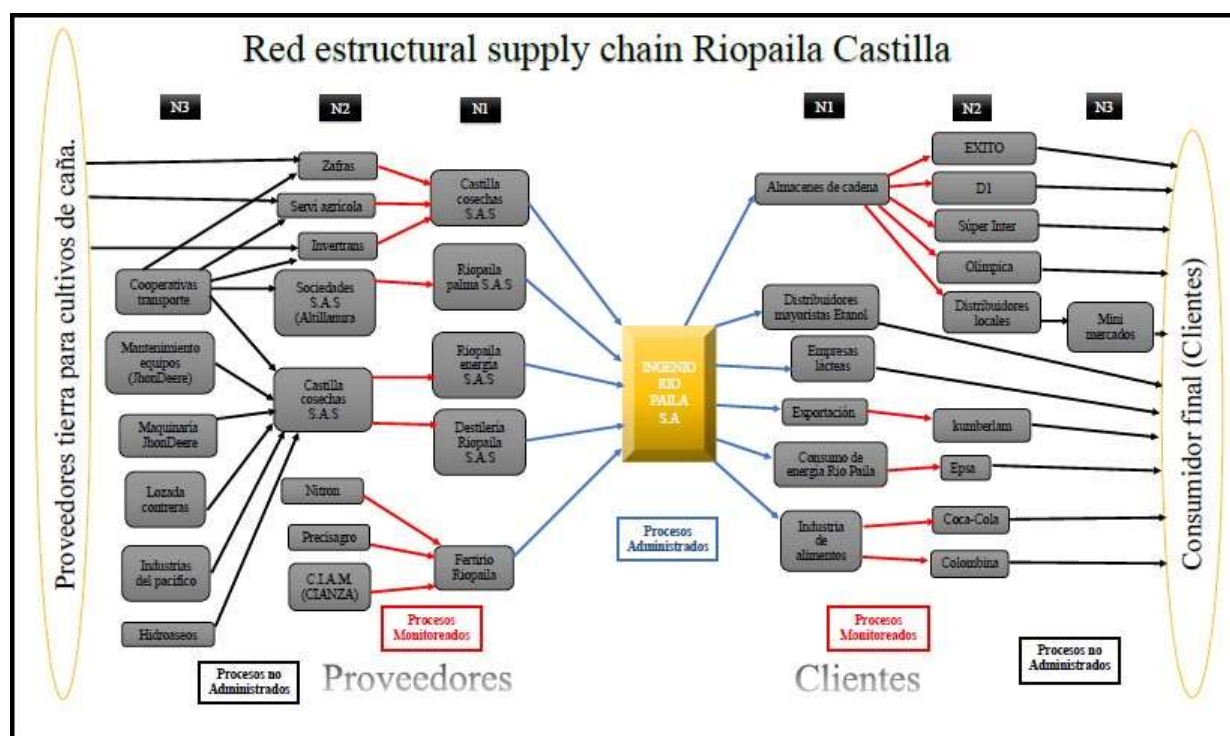 Red estructural supply chain Riopaila Castilla
Proveedores tierra para cultivos de caña.
N3
N2
N1
N1
N2
N3
Cooperativas
transporte
Mantenimiento
equipos
(JhonDeere)
Maquinaria
JhonDeere
Lozada
contreras
Industrias
del pacifico
Hidroaseos
Zafras
Servi agrícola
Invertrans
Sociedades
S.A.S
(Altillanura
Castilla
cosechas
S.A.S
Nitron
Precisagro
C.I.A.M.
(CIANZA)
Castilla
cosechas
S.A.S
Riopaila
palma S.A.S
Riopaila
energía
S.A.S
Destilería
Riopaila
S.A.S
Fertirio
Riopaila
INGENIO
RIO
PAILA
S.A
Procesos
Administrados
Almacenes de cadena
Distribuidores
mayoristas Etanol
Empresas
lácteas
Exportación
Consumo de
energía Rio Paila
Industria
de
alimentos
EXITO
D1
Súper Inter
Olímpica
Distribuidores
locales
kumberlam
Epsa
Coca-Cola
Colombina
Mini
mercados
Consumidor final (Clientes)
Procesos
Monitoreados
Procesos no
Administrados
Proveedores
Procesos
Monitoreados
Procesos no
Administrados
Clientes